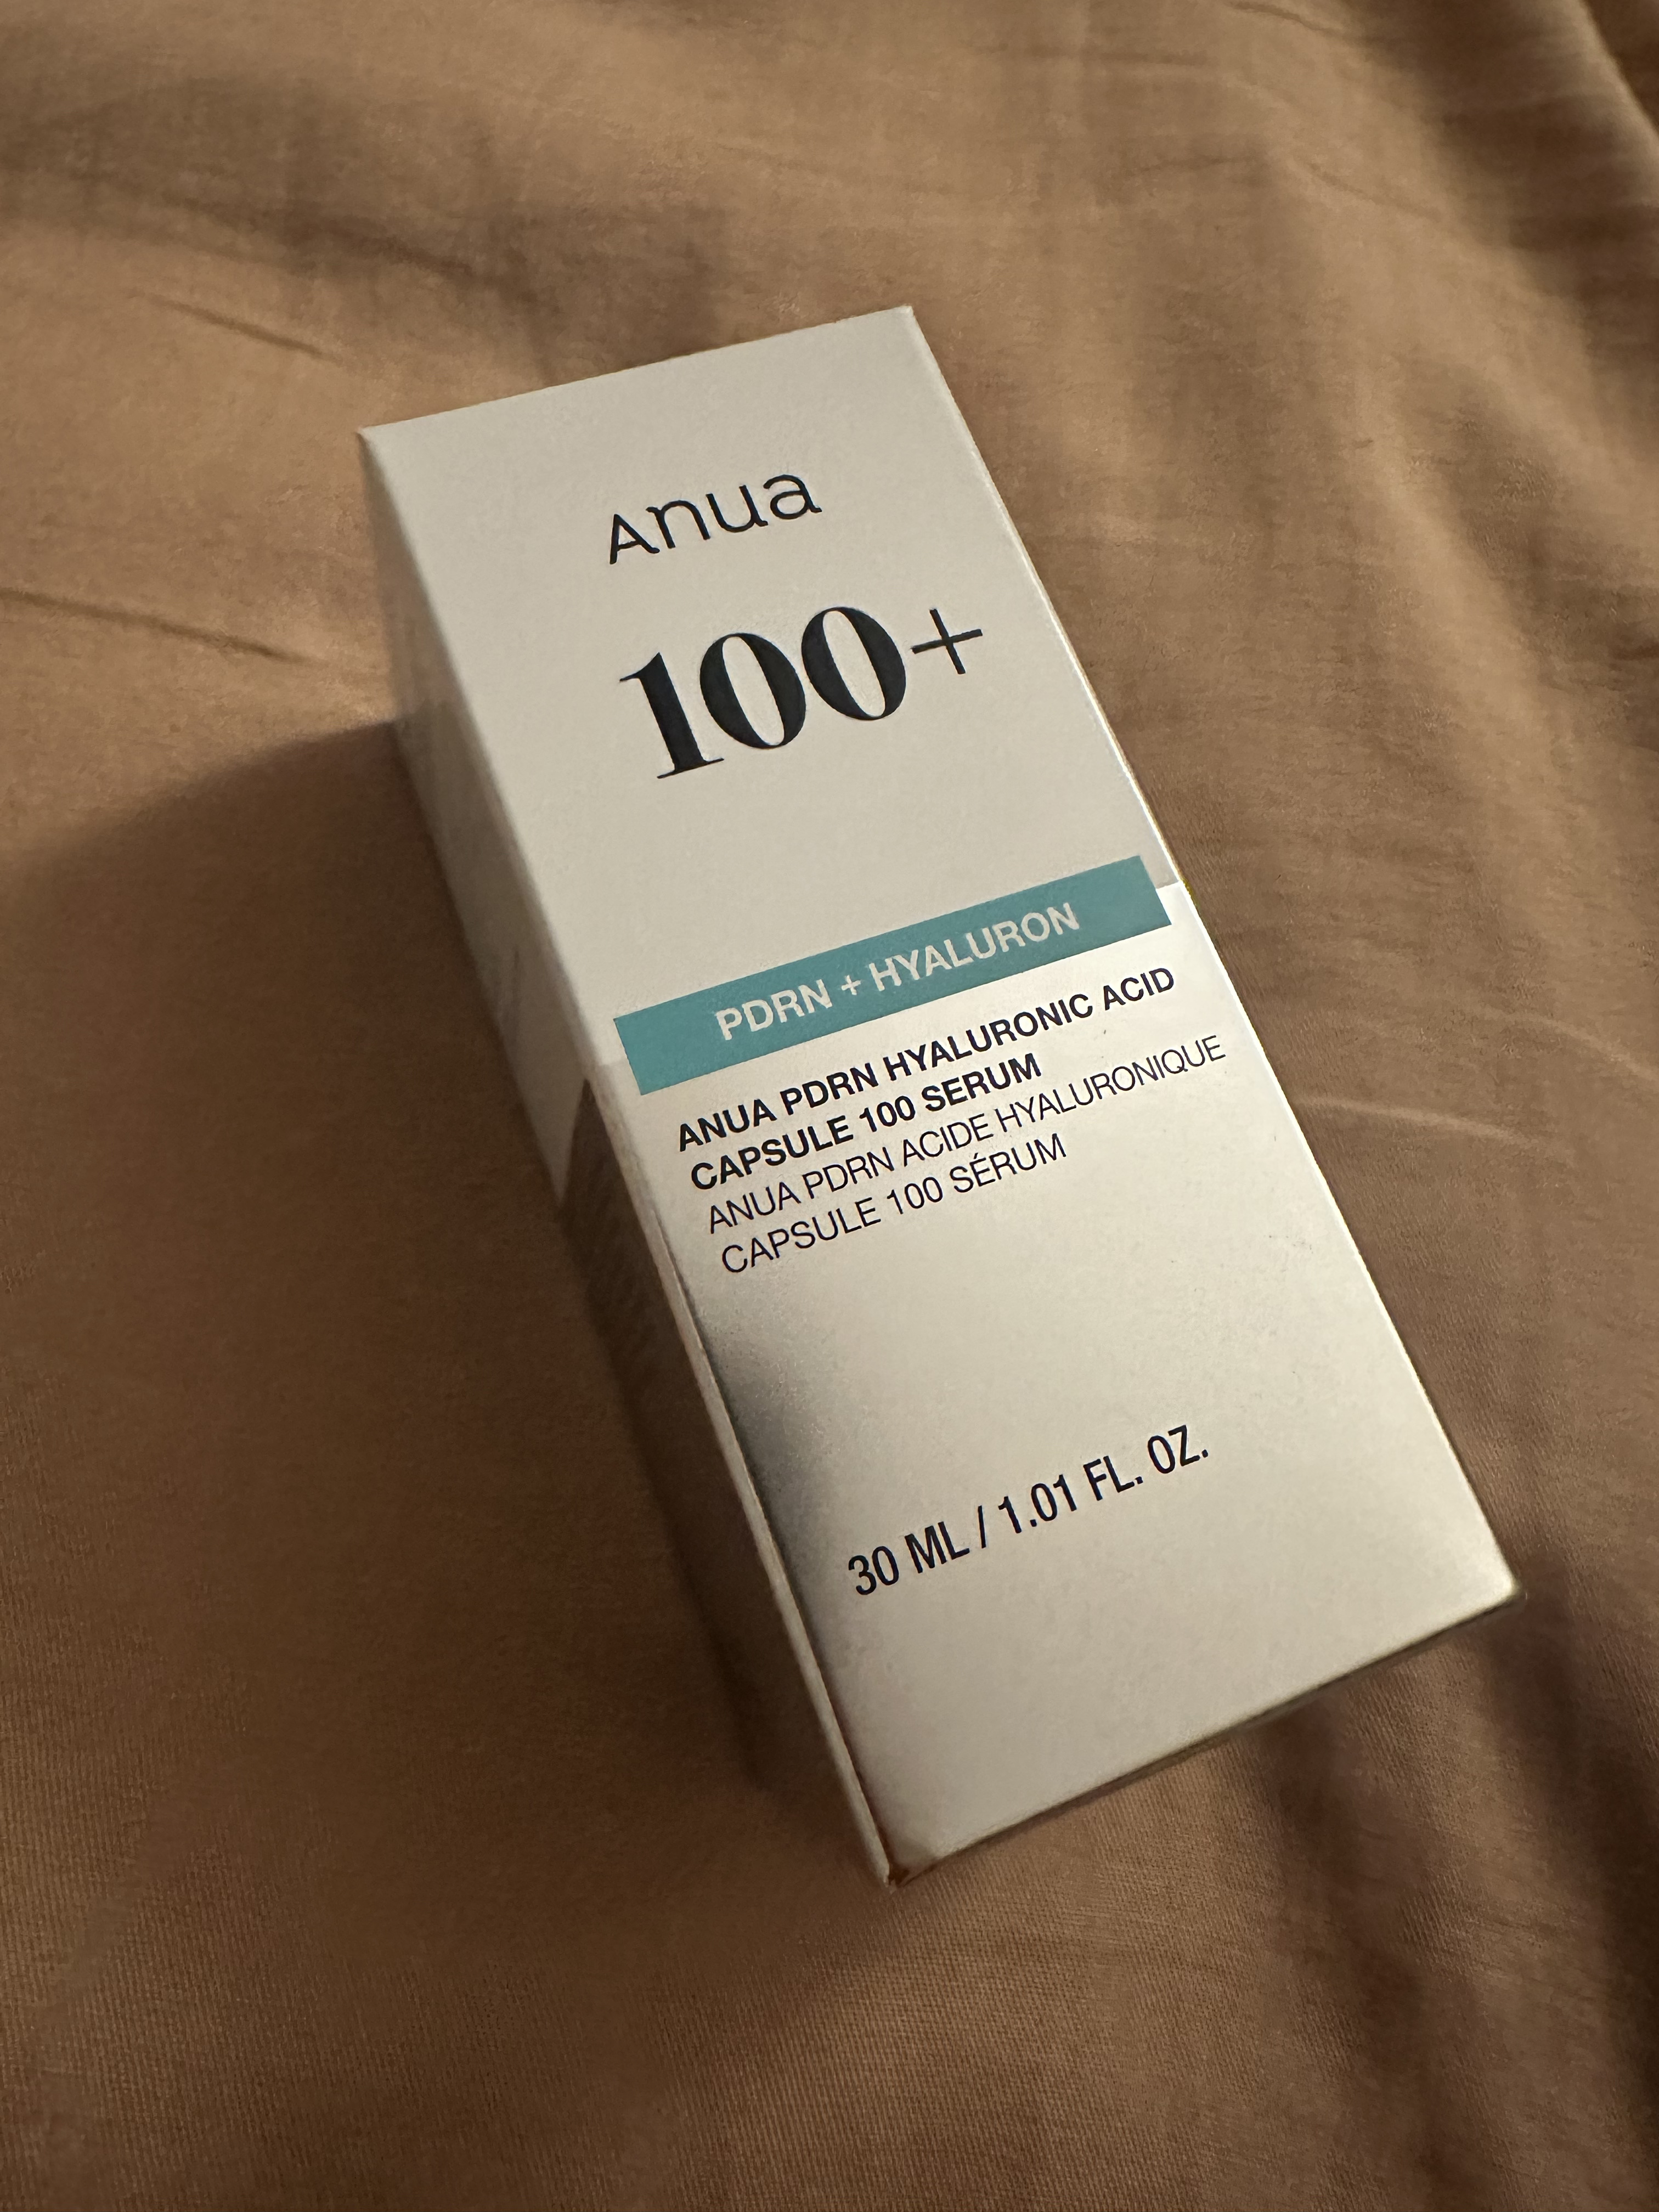 Anua
100+
PDRN + HYALURON
ANUA PDRN HYALURONIC ACID
CAPSULE 100 SERUM
ANUA PDRN ACIDE HYALURONIQUE
CAPSULE 100 SÉRUM
30 ML / 1.01 FL. OZ.